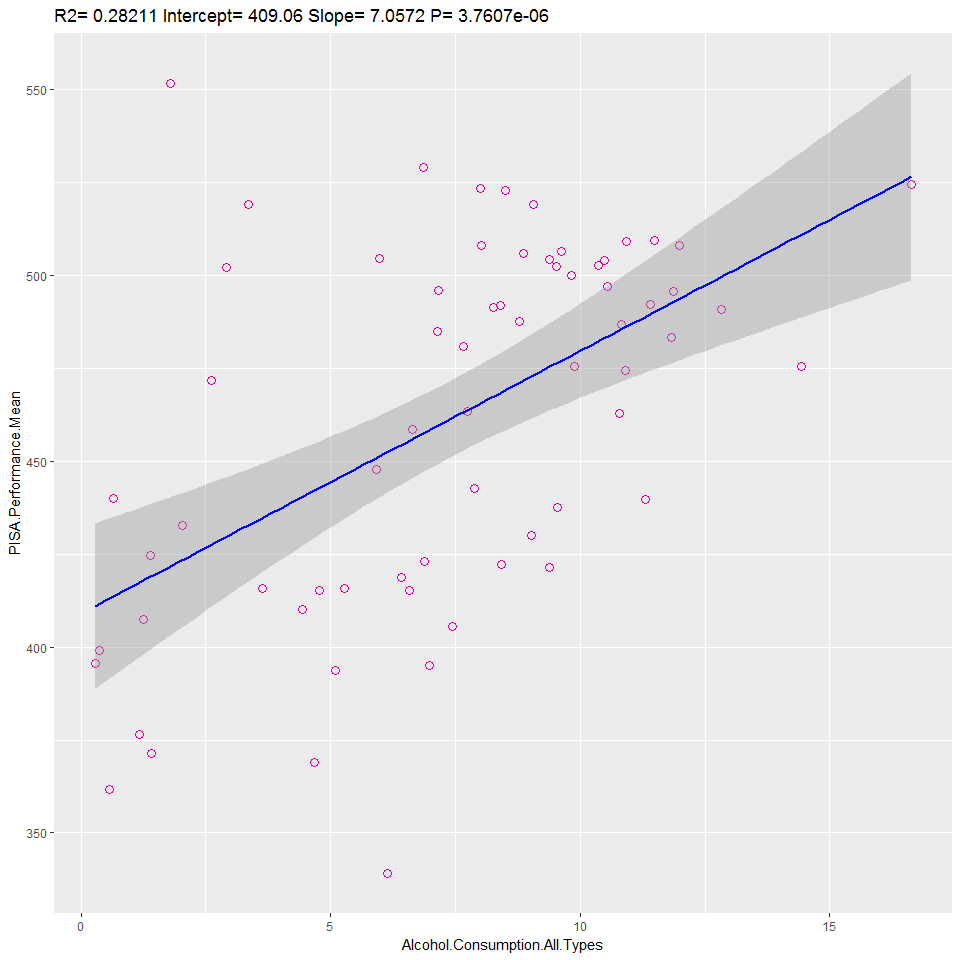 R2= 0.28211 Intercept= 409.06 Slope= 7.0572 P= 3.7607e-06
550
500
450
400
350
PISA.Performance.Mean
0 5 10 15
Alcohol.Consumption.All.Types